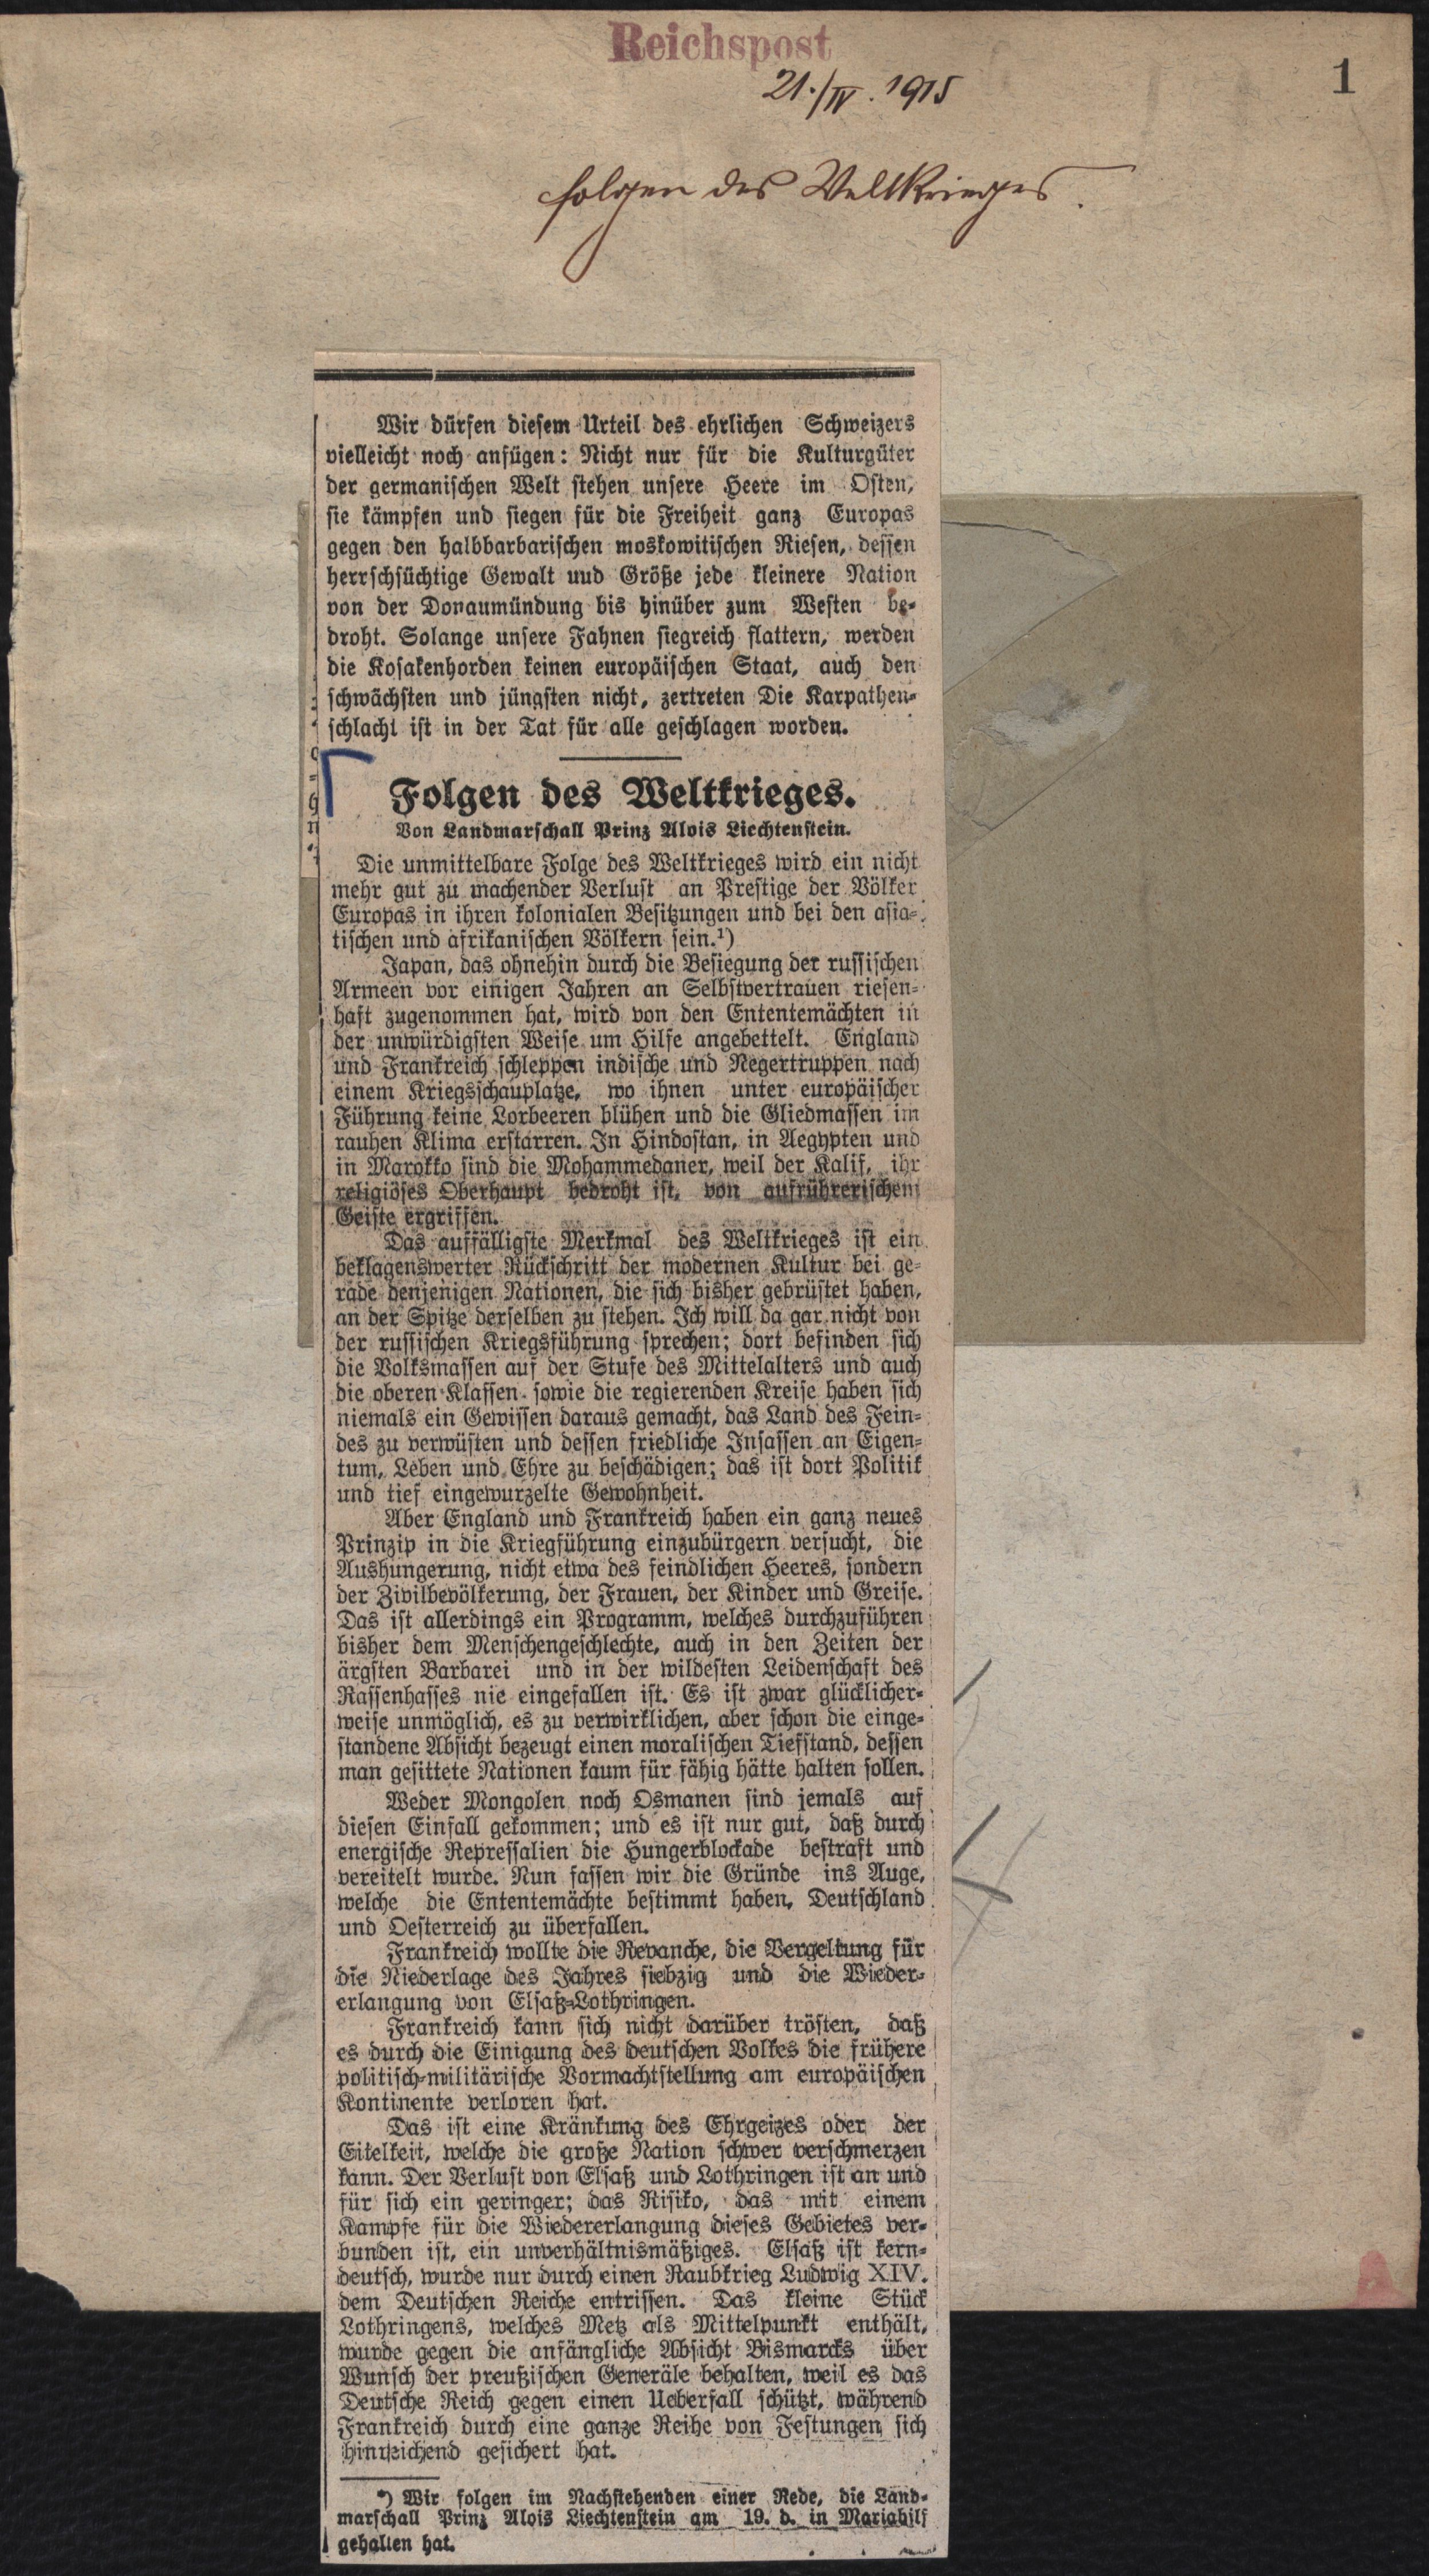 Reichspost
1
21./IV. 1915
Folgen des Weltkrieges.
Wir dürfen diesem Urteil des ehrlichen Schweizers
vielleicht noch anfügen: Nicht nur für die Kulturgüter
der germanischen Welt stehen unsere Heere im Osten,
sie kämpfen und siegen für die Freiheit ganz Europas
gegen den halbbarbarischen moskowitischen Riesen, dessen
herrschsüchtige Gewalt und Größe jede kleinere Nation
von der Donaumündung bis hinüber zum Westen be-
droht. Solange unsere Fahnen siegreich flattern, werden
die Kosakenhorden keinen europäischen Staat, auch den
schwächsten und jüngsten nicht, zertreten Die Karpathen-
schlacht ist in der Tat für alle geschlagen worden.
Folgen des Weltkrieges.
Von Landmarschall Prinz Alois Liechtenstein.
Die unmittelbare Folge des Weltkrieges wird ein nicht
mehr gut zu machender Verlust an Prestige der Völker
Europas in ihren kolonialen Besitzungen und bei den asia-
tischen und afrikanischen Völkern sein.¹)
Japan, das ohnehin durch die Besiegung der russischen
Armeen vor einigen Jahren an Selbstvertrauen riesen-
haft zugenommen hat, wird von den Ententemächten in
der unwürdigsten Weise um Hilfe angebettelt. England
und Frankreich schleppen indische und Negertruppen nach
einem Kriegsschauplatze, wo ihnen unter europäischer
Führung keine Lorbeeren blühen und die Gliedmassen im
rauhen Klima erstarren. In Hindostan, in Aegypten und
in Marokko sind die Mohammedaner, weil der Kalif, ihr
religiöses Oberhaupt bedroht ist, von aufrührerischem
Geiste ergriffen.
Das auffälligste Merkmal des Weltkrieges ist ein
beklagenswerter Rückschritt der modernen Kultur bei ge-
rade denjenigen Nationen, die sich bisher gebrüstet haben,
an der Spitze derselben zu stehen. Ich will da gar nicht von
der russischen Kriegsführung sprechen; dort befinden sich
die Volksmassen auf der Stufe des Mittelalters und auch
die oberen Klassen sowie die regierenden Kreise haben sich
niemals ein Gewissen daraus gemacht, das Land des Fein-
des zu verwüsten und dessen friedliche Insassen an Eigen-
tum, Leben und Ehre zu beschädigen; das ist dort Politik
und tief eingewurzelte Gewohnheit.
Aber England und Frankreich haben ein ganz neues
Prinzip in die Kriegführung einzubürgern versucht, die
Aushungerung, nicht etwa des feindlichen Heeres, sondern
der Zivilbevölkerung, der Frauen, der Kinder und Greise.
Das ist allerdings ein Programm, welches durchzuführen
bisher dem Menschengeschlechte, auch in den Zeiten der
ärgsten Barbarei und in der wildesten Leidenschaft des
Rassenhasses nie eingefallen ist. Es ist zwar glücklicher-
weise unmöglich, es zu verwirklichen, aber schon die einge-
standene Absicht bezeugt einen moralischen Tiefstand, dessen
man gesittete Nationen kaum für fähig hätte halten sollen.
Weder Mongolen noch Osmanen sind jemals auf
diesen Einfall gekommen; und es ist nur gut, daß durch
energische Repressalien die Hungerblockade bestraft und
vereitelt wurde. Nun fassen wir die Gründe ins Auge,
welche die Ententemächte bestimmt haben, Deutschland
und Oesterreich zu überfallen.
Frankreich wollte die Revanche, die Vergeltung für
die Niederlage des Jahres siebzig und die Wieder-
erlangung von Elsaß-Lothringen.
Frankreich kann sich nicht darüber trösten, daß
es durch die Einigung des deutschen Volkes die frühere
politisch-militärische Vormachtstellung am europäischen
Kontinente verloren hat.
Das ist eine Kränkung des Ehrgeizes oder der
Eitelkeit, welche die große Nation schwer verschmerzen
kann. Der Verlust von Elsaß und Lothringen ist an und
für sich ein geringer; das Risiko, das mit einem
Kampfe für die Wiedererlangung dieses Gebietes ver-
bunden ist, ein unverhältnismäßiges. Elsaß ist kern-
deutsch, wurde nur durch einen Raubkrieg Ludwig XIV.
dem Deutschen Reiche entrissen. Das kleine Stück
Lothringens, welches Metz als Mittelpunkt enthält,
wurde gegen die anfängliche Absicht Bismarcks über
Wunsch der preußischen Generäle behalten, weil es das
Deutsche Reich gegen einen Ueberfall schützt, während
Frankreich durch eine ganze Reihe von Festungen sich
hinreichend gesichert hat.
*) Wir folgen im Nachstehenden einer Rede, die Land-
marschall Prinz Alois Liechtenstein am 19. d. in Mariahilf
gehalten hat.
A